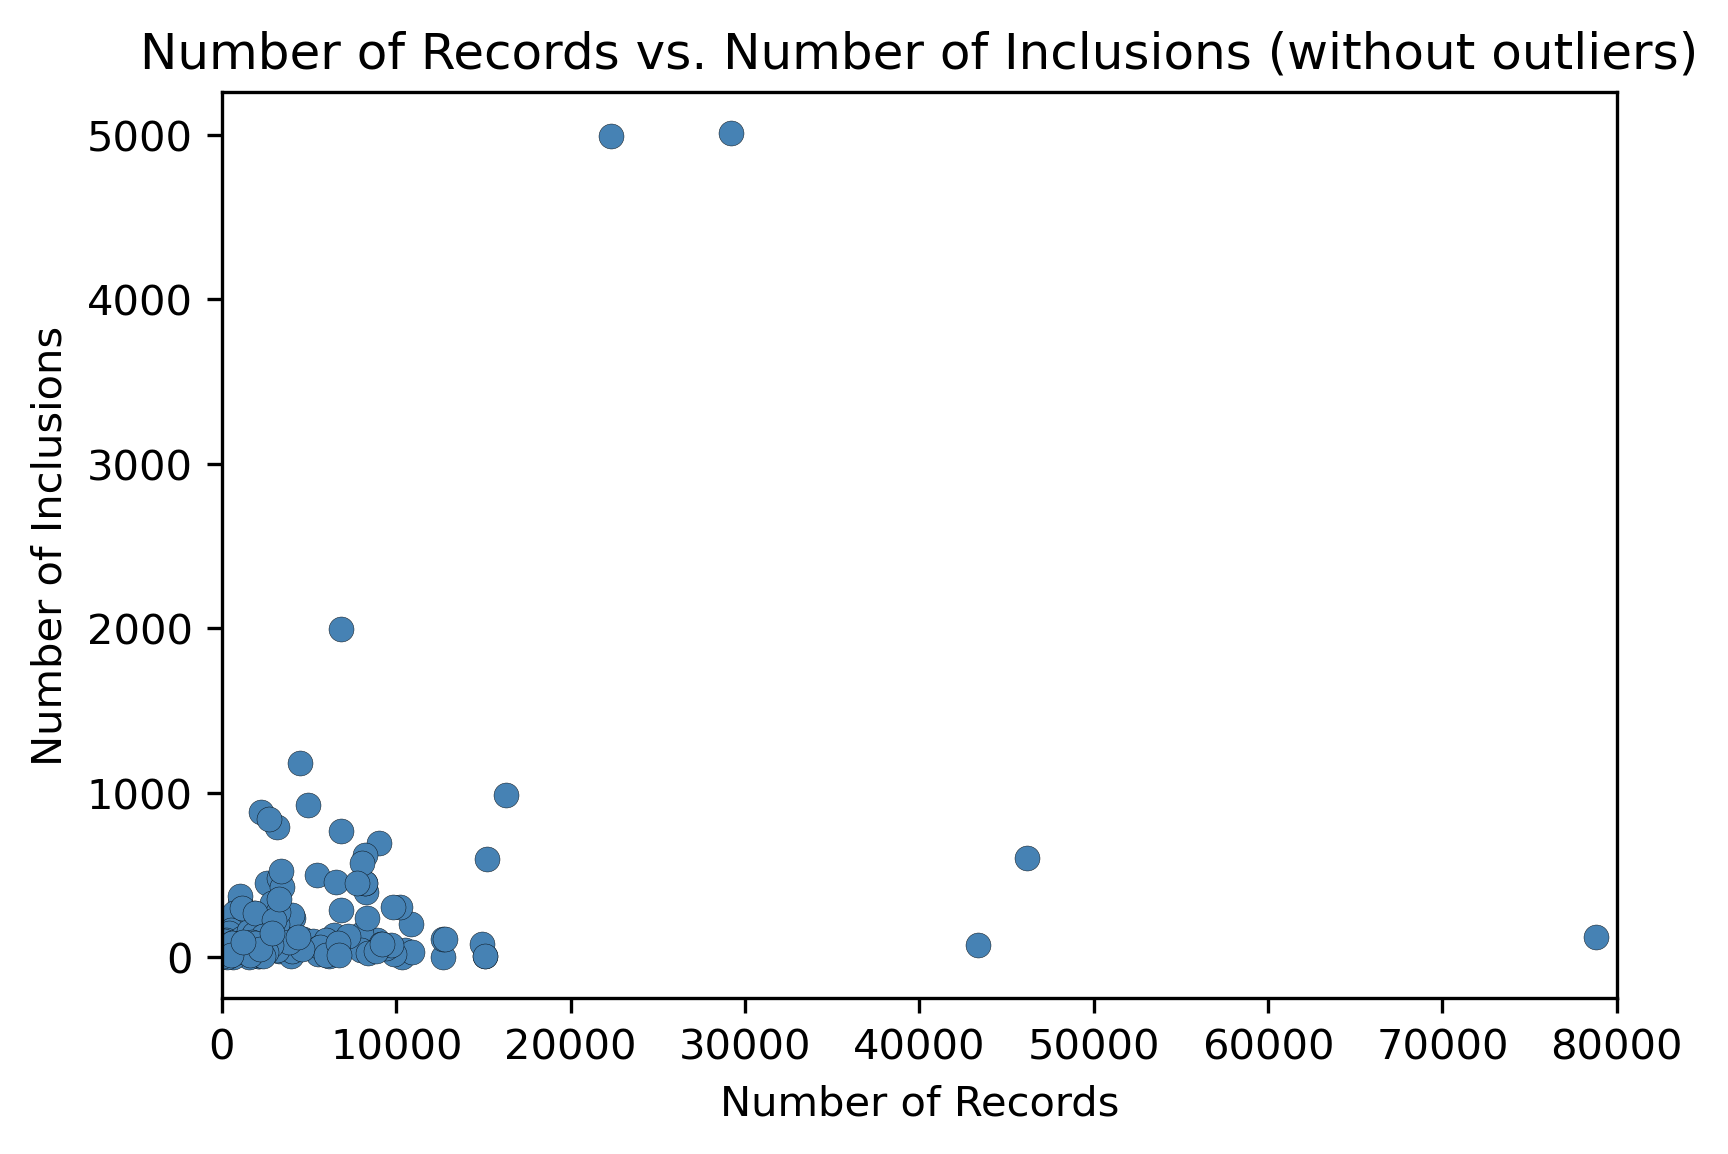 Number of Records vs. Number of Inclusions (without outliers)
5000
4000
3000
2000
1000
0
Number of Inclusions
0 10000 20000 30000 40000 50000 60000 70000 80000
Number of Records